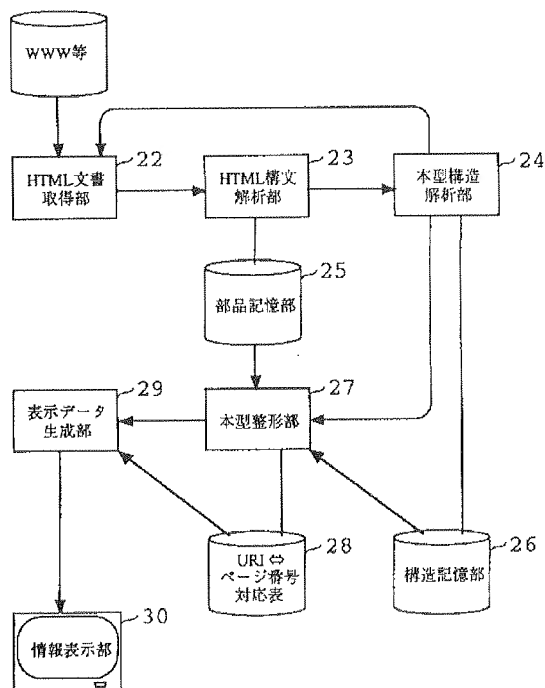 WWW等
22
HTML文書
取得部
23
HTML構文
解析部
24
本型構造
解析部
25
部品記憶部
29
表示データ
生成部
27
本型整形部
28
URI⇔
ページ番号
対応表
26
構造記憶部
30
情報表示部